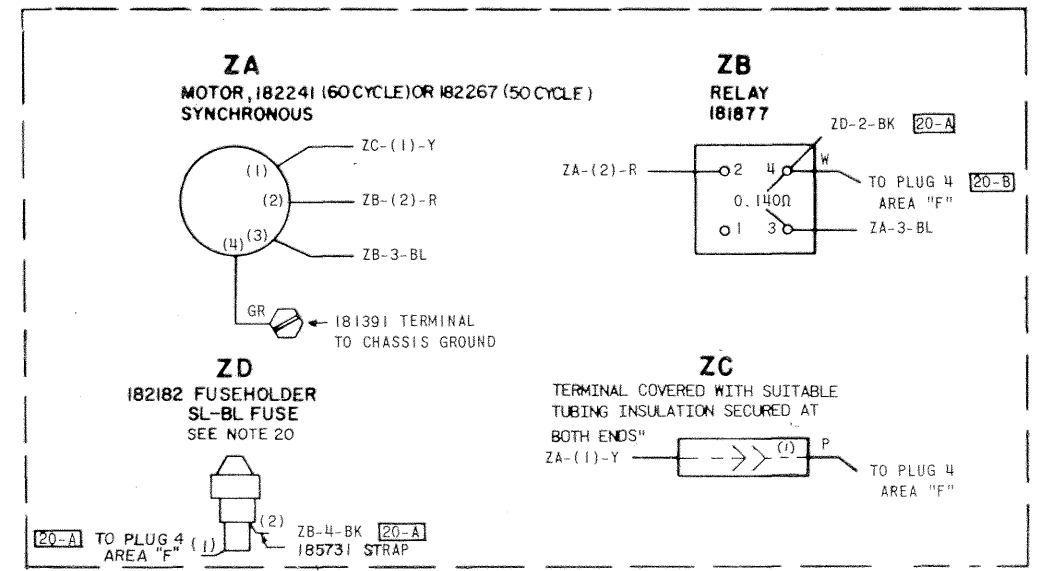 ZA
MOTOR, 182241 (60 CYCLE) OR 182267 (50 CYCLE)
SYNCHRONOUS
(1)
ZC-(1)-Y
(2)
ZB-(2)-R
(3)
ZB-3-BL
(4)
GR
181391 TERMINAL
TO CHASSIS GROUND
ZB
RELAY
181877
ZD-2-BK 20-A
ZA-(2)-R
2 4
W
TO PLUG 4 20-B
AREA "F"
0.140Ω
1 3
ZA-3-BL
ZD
182182 FUSEHOLDER
SL-BL FUSE
SEE NOTE 20
(2)
ZB-4-BK 20-A
185731 STRAP
20-A TO PLUG 4 (1)
AREA "F"
ZC
TERMINAL COVERED WITH SUITABLE
TUBING INSULATION SECURED AT
BOTH ENDS"
ZA-(1)-Y
(1)
P
TO PLUG 4
AREA "F"